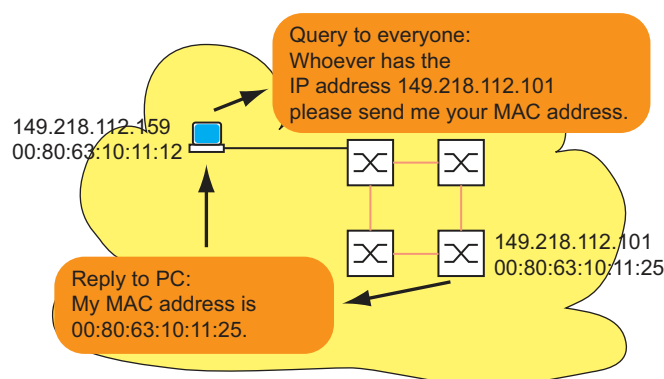 Query to everyone:
Whoever has the
IP address 149.218.112.101
please send me your MAC address.
149.218.112.159
00:80:63:10:11:12
149.218.112.101
00:80:63:10:11:25
Reply to PC:
My MAC address is
00:80:63:10:11:25.